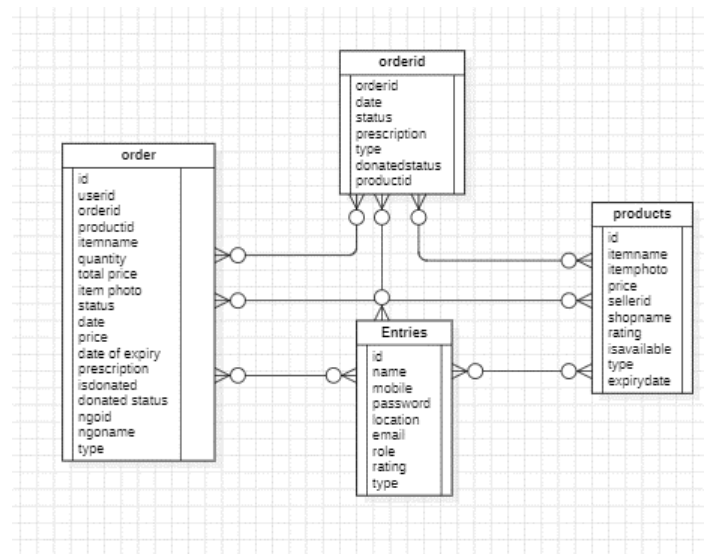 orderid
orderid
date
status
prescription
type
donatedstatus
productid
order
id
userid
orderid
productid
itemname
quantity
total price
item photo
status
date
price
date of expiry
prescription
isdonated
donated status
ngoid
ngoname
type
products
id
itemname
itemphoto
price
sellerid
shopname
rating
isavailable
type
expirydate
Entries
id
name
mobile
password
location
email
role
rating
type